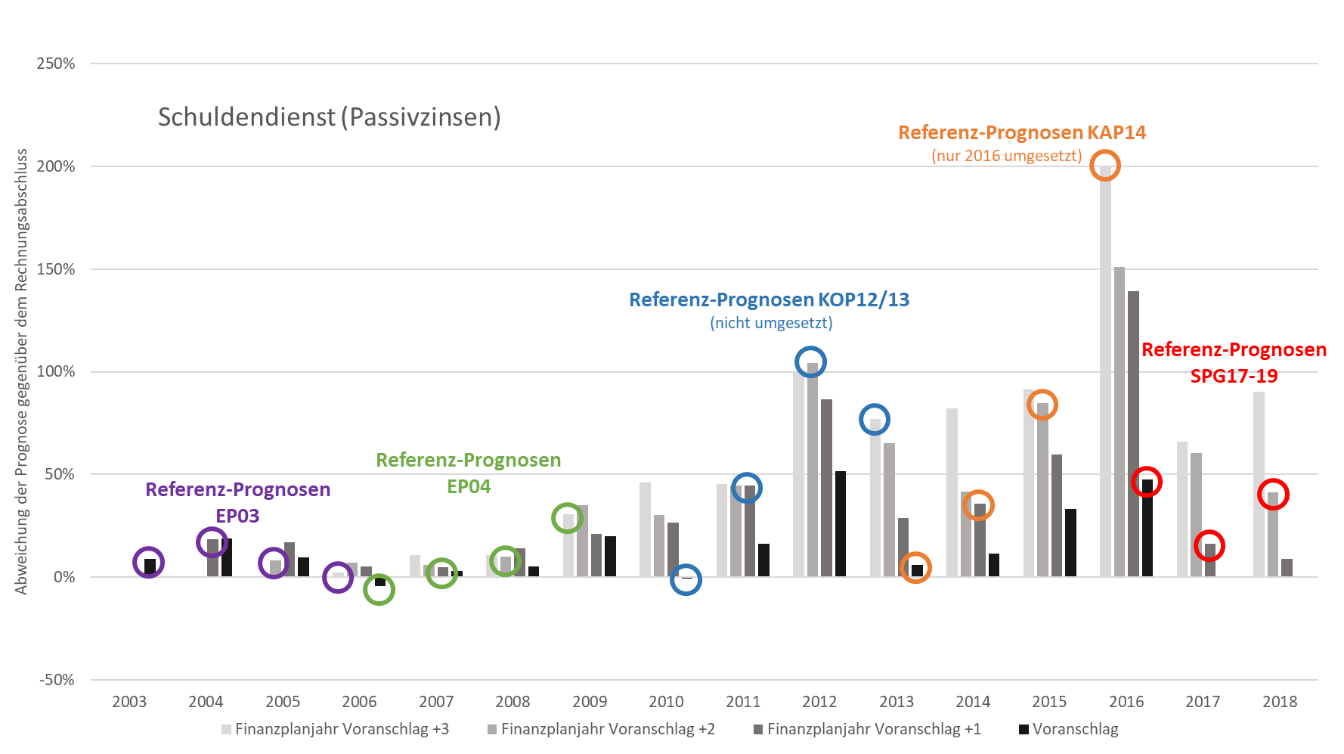 250%
Schuldendienst (Passivzinsen)
Referenz-Prognosen KAP14
(nur 2016 umgesetzt)
200%
150%
Referenz-Prognosen KOP12/13
(nicht umgesetzt)
100%
Referenz-Prognosen
SPG17-19
50%
Referenz-Prognosen
EP04
Referenz-Prognosen
EP03
0%
-50%
Abweichung der Prognose gegenüber dem Rechnungsabschluss
2003 2004 2005 2006 2007 2008 2009 2010 2011 2012 2013 2014 2015 2016 2017 2018
Finanzplanjahr Voranschlag +3 Finanzplanjahr Voranschlag +2 Finanzplanjahr Voranschlag +1 Voranschlag